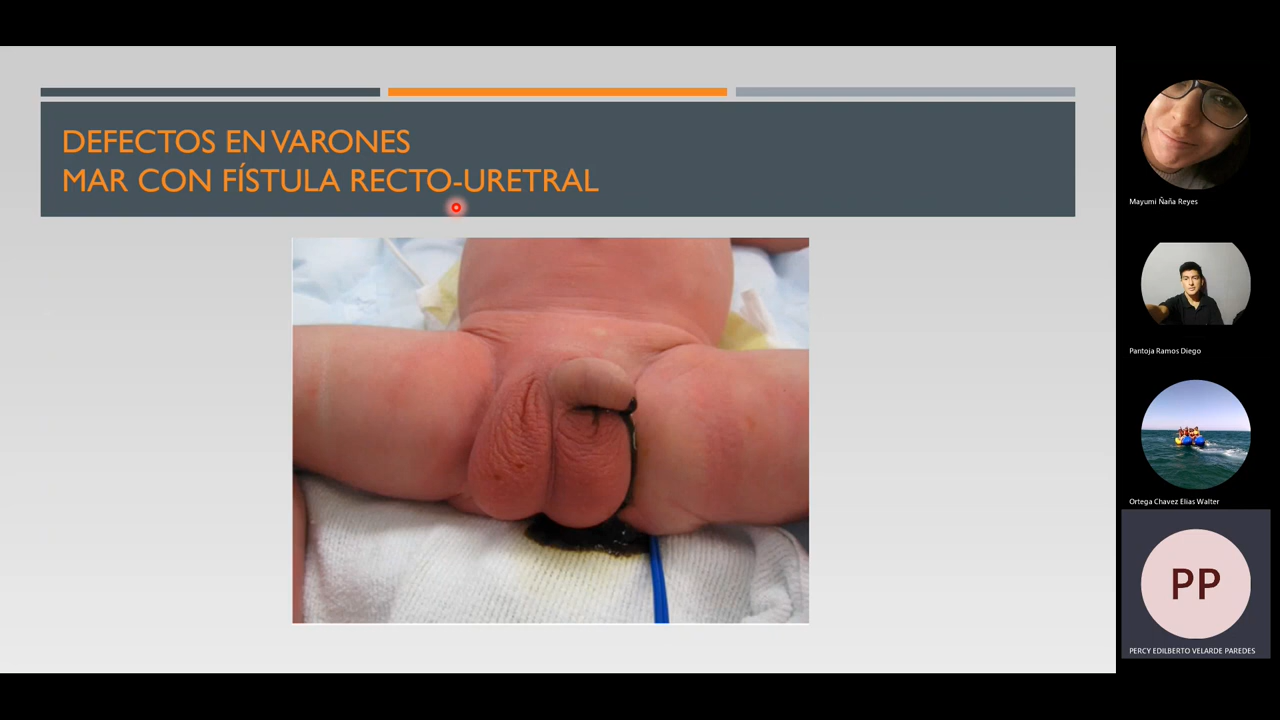 DEFECTOS EN VARONES
MAR CON FÍSTULA RECTO-URETRAL
Mayumi Ñaña Reyes
Pantoja Ramos Diego
Ortega Chavez Elias Walter
PP
PERCY EDILBERTO VELARDE PAREDES